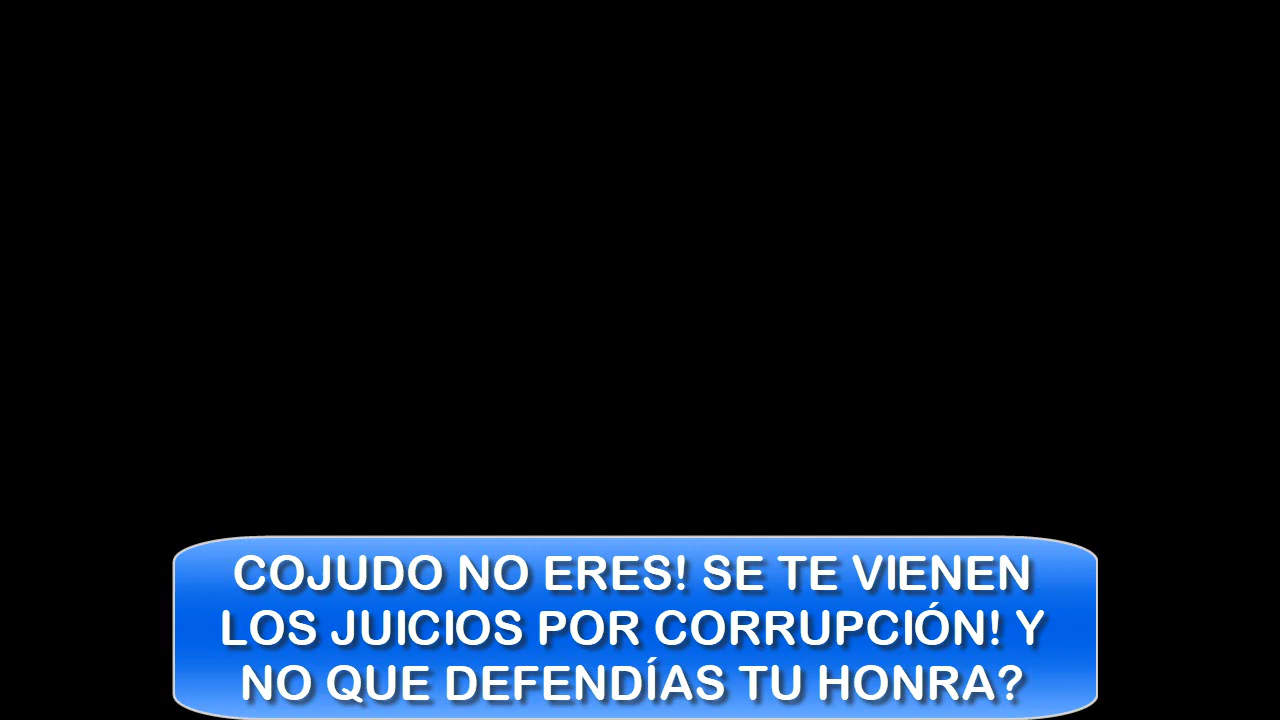 COJUDO NO ERES! SE TE VIENEN
LOS JUICIOS POR CORRUPCIÓN! Y
NO QUE DEFENDÍAS TU HONRA?